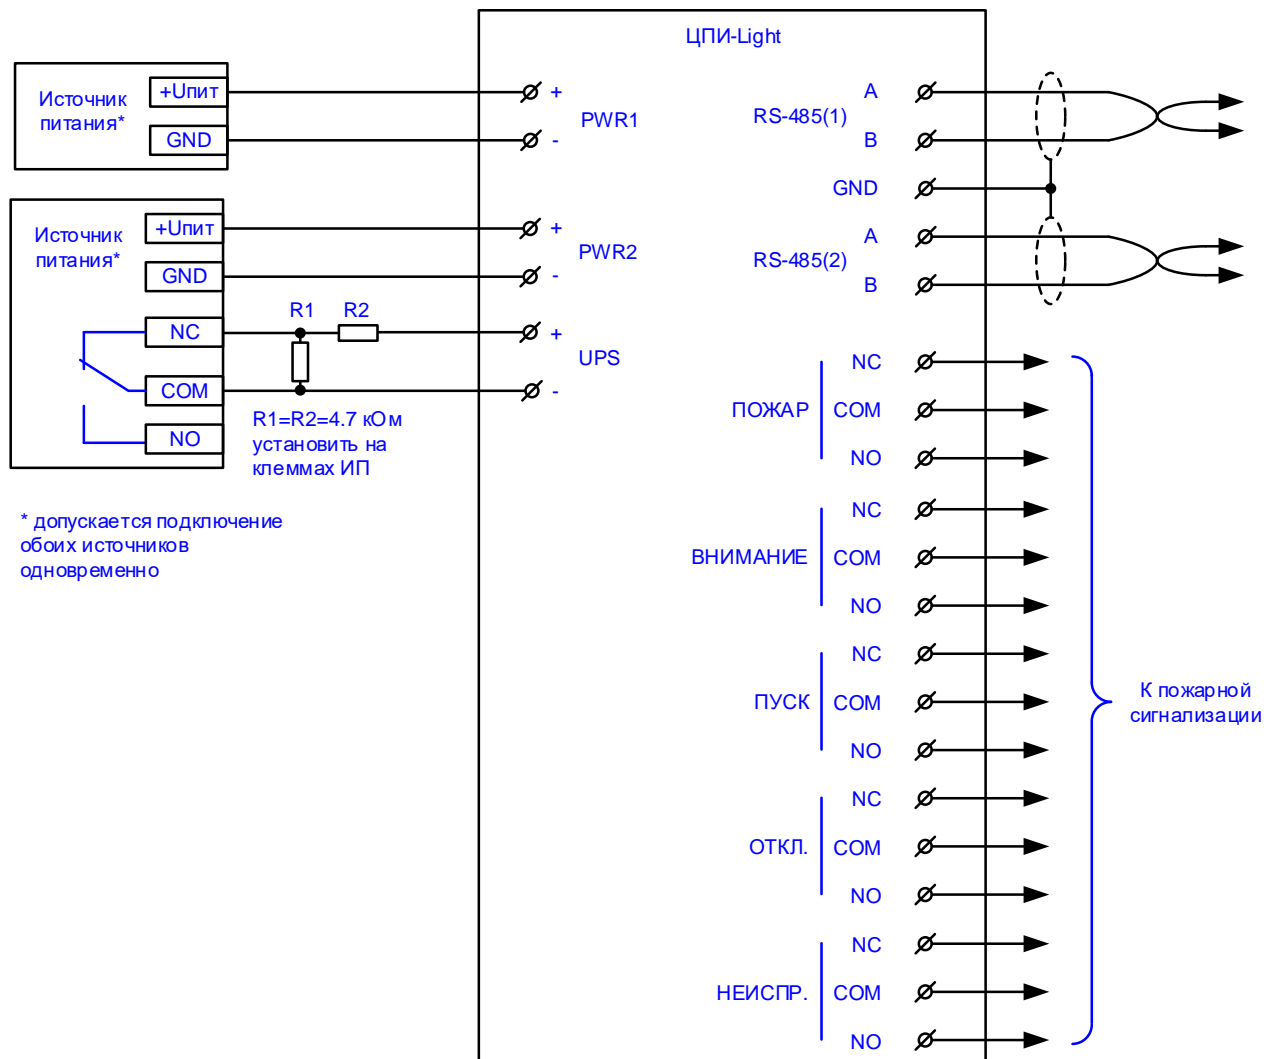 ЦПИ-Light
Источник
питания*
+Uпит
GND
+
PWR1
-
Источник
питания*
+Uпит
GND
NC
COM
NO
+
PWR2
-
R1
R2
+
UPS
-
R1=R2=4.7 кОм
установить на
клеммах ИП
* допускается подключение
обоих источников
одновременно
A
RS-485(1)
B
GND
A
RS-485(2)
B
NC
ПОЖАР
COM
NO
NC
ВНИМАНИЕ
COM
NO
NC
ПУСК
COM
NO
NC
ОТКЛ.
COM
NO
NC
НЕИСПР.
COM
NO
К пожарной
сигнализации